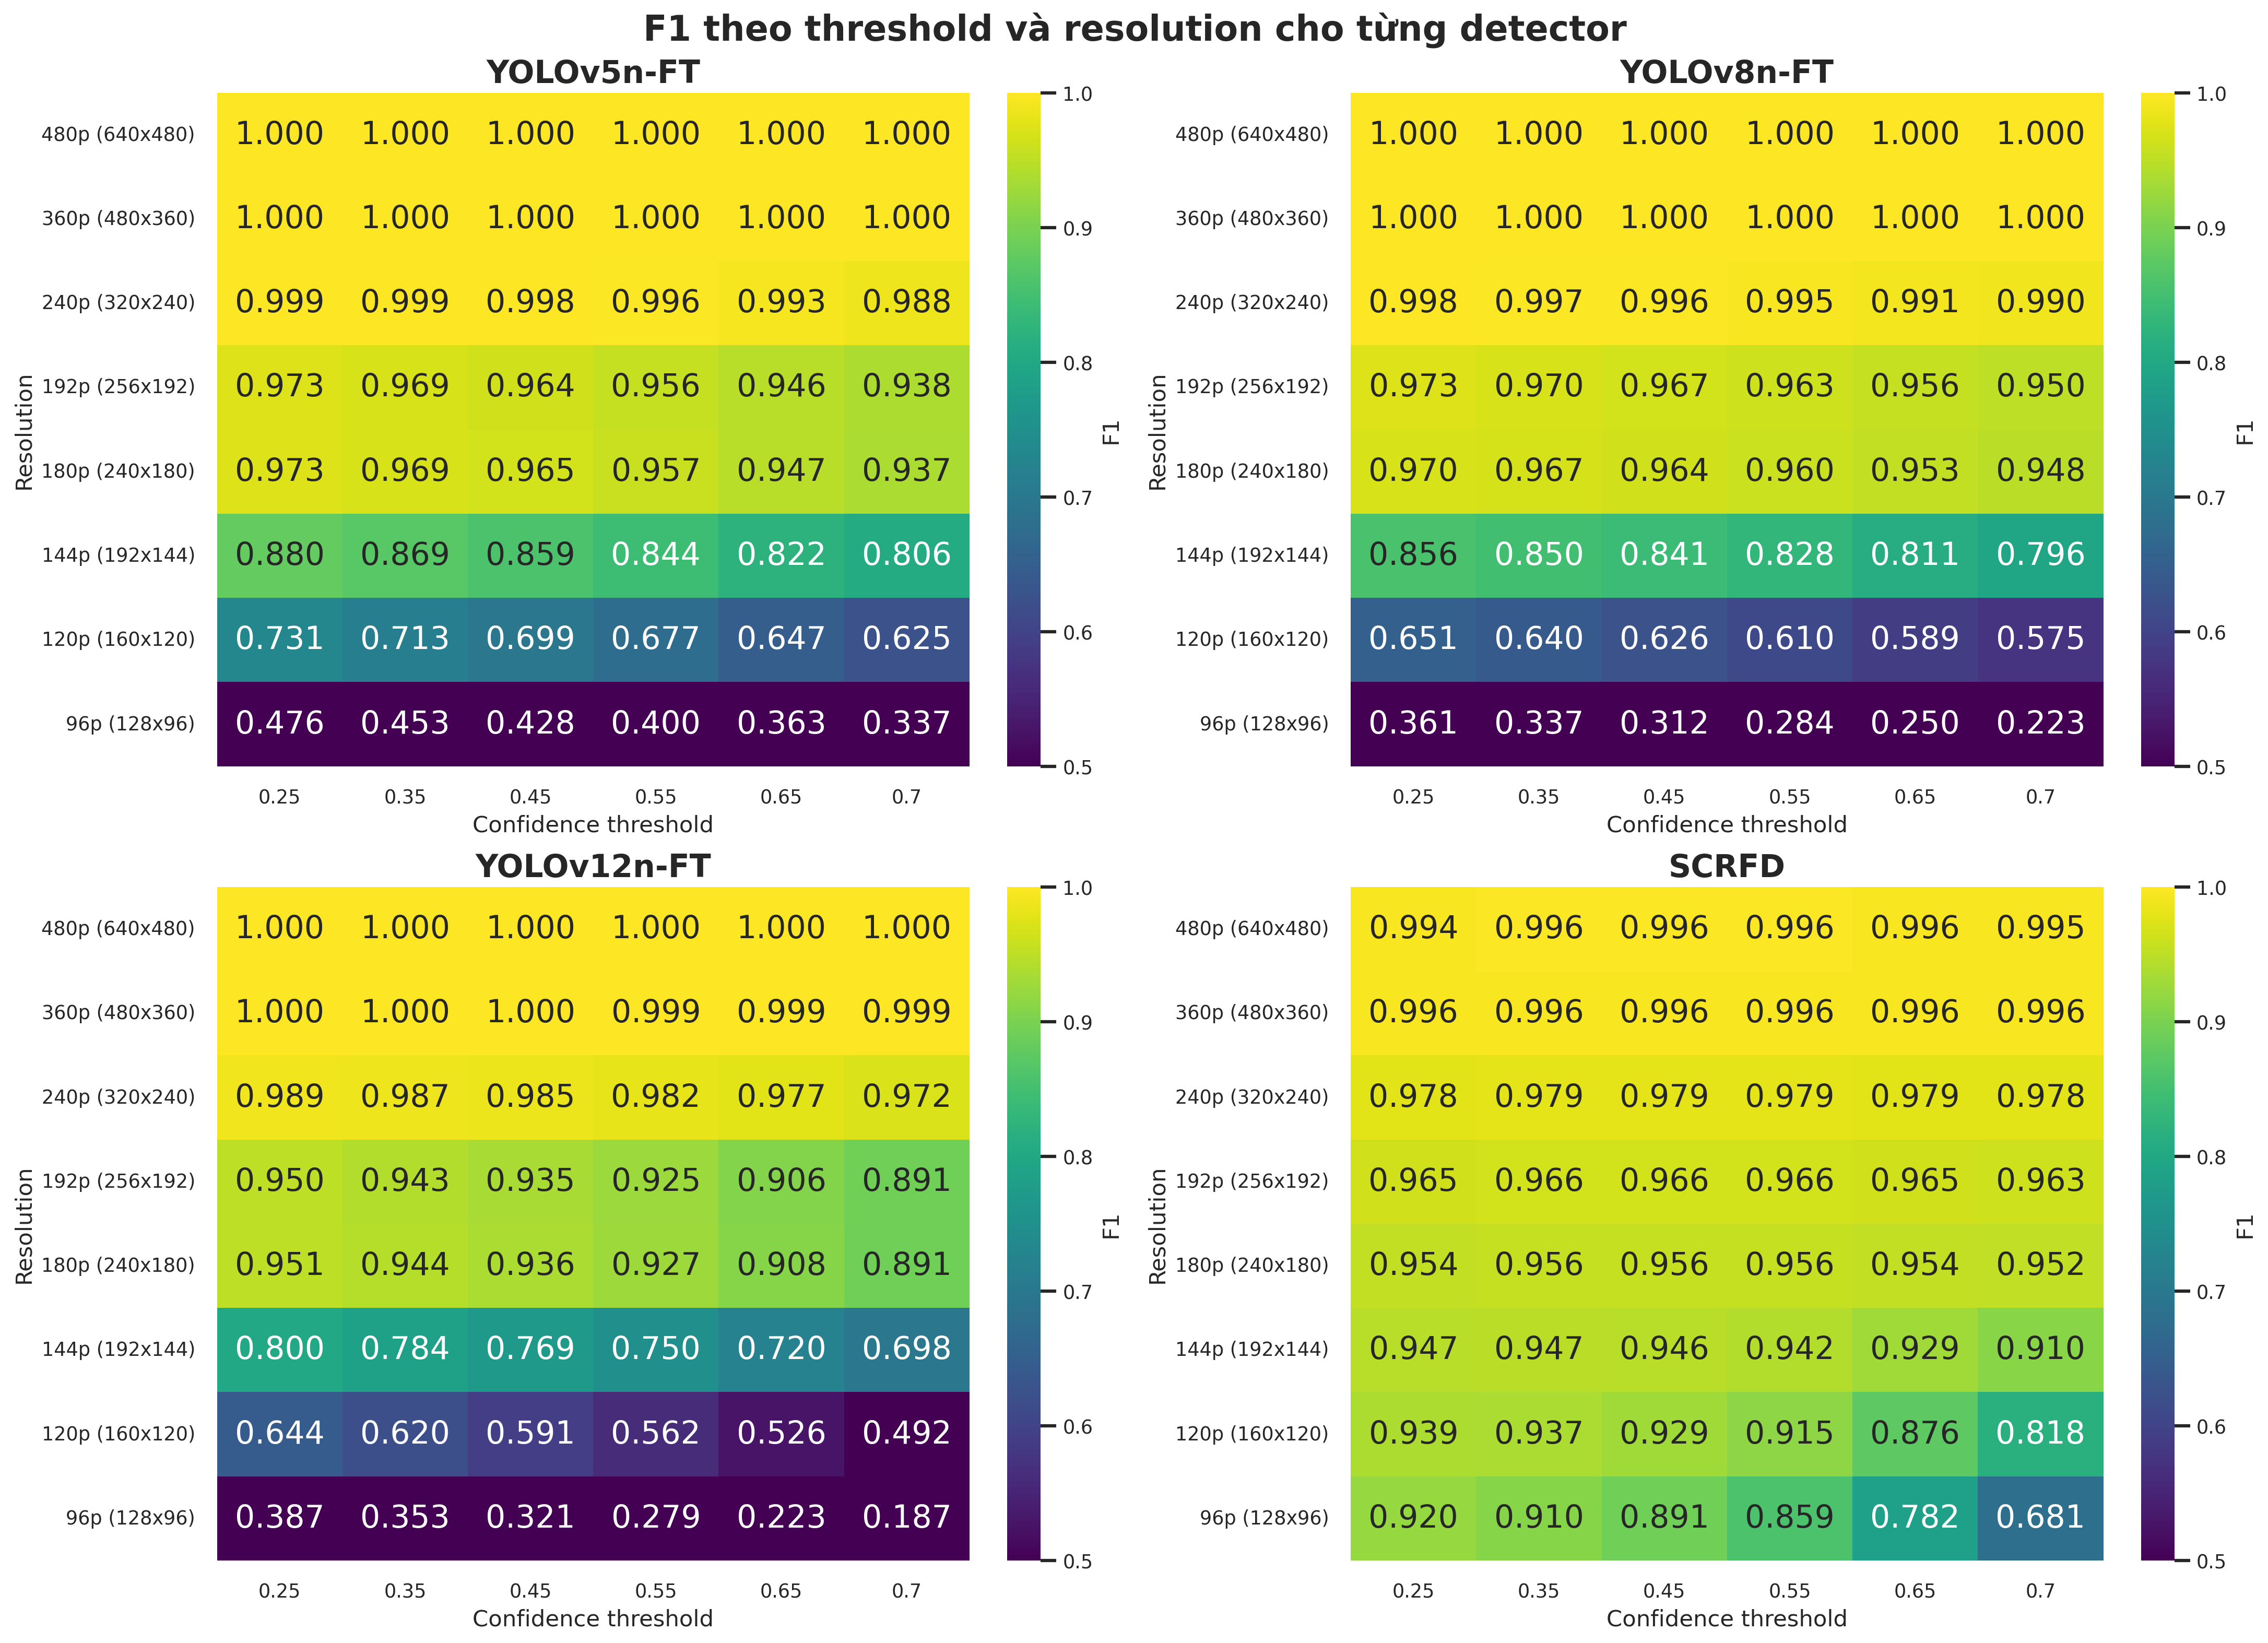 F1 theo threshold và resolution cho từng detector
YOLOv5n-FT
Resolution
480p (640x480) 1.000 1.000 1.000 1.000 1.000 1.000
360p (480x360) 1.000 1.000 1.000 1.000 1.000 1.000
240p (320x240) 0.999 0.999 0.998 0.996 0.993 0.988
192p (256x192) 0.973 0.969 0.964 0.956 0.946 0.938
180p (240x180) 0.973 0.969 0.965 0.957 0.947 0.937
144p (192x144) 0.880 0.869 0.859 0.844 0.822 0.806
120p (160x120) 0.731 0.713 0.699 0.677 0.647 0.625
96p (128x96) 0.476 0.453 0.428 0.400 0.363 0.337
0.25 0.35 0.45 0.55 0.65 0.7
Confidence threshold
1.0
0.9
0.8
0.7
0.6
0.5
F1
YOLOv8n-FT
Resolution
480p (640x480) 1.000 1.000 1.000 1.000 1.000 1.000
360p (480x360) 1.000 1.000 1.000 1.000 1.000 1.000
240p (320x240) 0.998 0.997 0.996 0.995 0.991 0.990
192p (256x192) 0.973 0.970 0.967 0.963 0.956 0.950
180p (240x180) 0.970 0.967 0.964 0.960 0.953 0.948
144p (192x144) 0.856 0.850 0.841 0.828 0.811 0.796
120p (160x120) 0.651 0.640 0.626 0.610 0.589 0.575
96p (128x96) 0.361 0.337 0.312 0.284 0.250 0.223
0.25 0.35 0.45 0.55 0.65 0.7
Confidence threshold
1.0
0.9
0.8
0.7
0.6
0.5
F1
YOLOv12n-FT
Resolution
480p (640x480) 1.000 1.000 1.000 1.000 1.000 1.000
360p (480x360) 1.000 1.000 1.000 0.999 0.999 0.999
240p (320x240) 0.989 0.987 0.985 0.982 0.977 0.972
192p (256x192) 0.950 0.943 0.935 0.925 0.906 0.891
180p (240x180) 0.951 0.944 0.936 0.927 0.908 0.891
144p (192x144) 0.800 0.784 0.769 0.750 0.720 0.698
120p (160x120) 0.644 0.620 0.591 0.562 0.526 0.492
96p (128x96) 0.387 0.353 0.321 0.279 0.223 0.187
0.25 0.35 0.45 0.55 0.65 0.7
Confidence threshold
1.0
0.9
0.8
0.7
0.6
0.5
F1
SCRFD
Resolution
480p (640x480) 0.994 0.996 0.996 0.996 0.996 0.995
360p (480x360) 0.996 0.996 0.996 0.996 0.996 0.996
240p (320x240) 0.978 0.979 0.979 0.979 0.979 0.978
192p (256x192) 0.965 0.966 0.966 0.966 0.965 0.963
180p (240x180) 0.954 0.956 0.956 0.956 0.954 0.952
144p (192x144) 0.947 0.947 0.946 0.942 0.929 0.910
120p (160x120) 0.939 0.937 0.929 0.915 0.876 0.818
96p (128x96) 0.920 0.910 0.891 0.859 0.782 0.681
0.25 0.35 0.45 0.55 0.65 0.7
Confidence threshold
1.0
0.9
0.8
0.7
0.6
0.5
F1